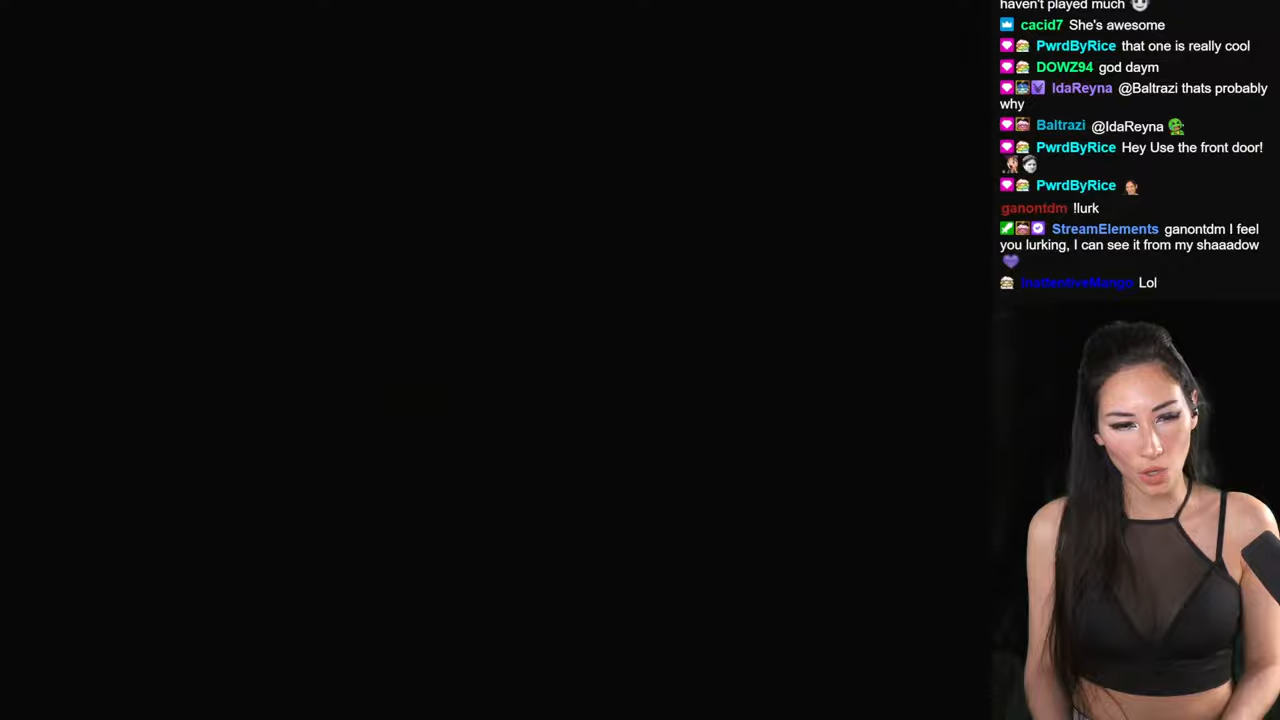 haven't played much
cacid7 She's awesome
PwrdByRice that one is really cool
DOWZ94 god daym
IdaReyna @Baltrazi thats probably
why
Baltrazi @IdaReyna
PwrdByRice Hey Use the front door!
PwrdByRice
ganontdm !lurk
StreamElements ganontdm I feel
you lurking, I can see it from my shaaadow
InattentiveMango Lol